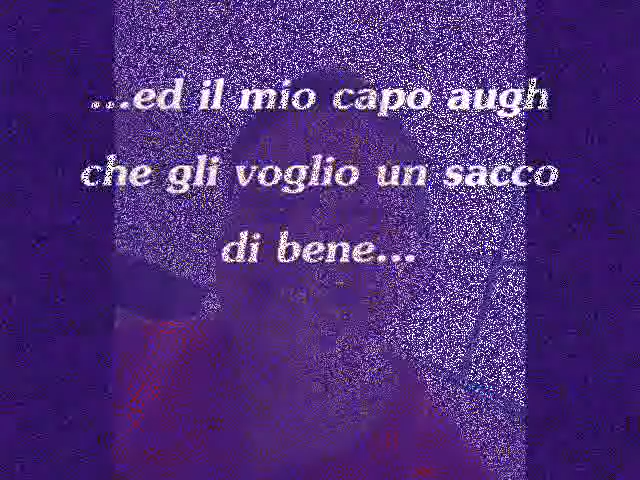 ...ed il mio capo augh
che gli voglio un sacco
di bene...